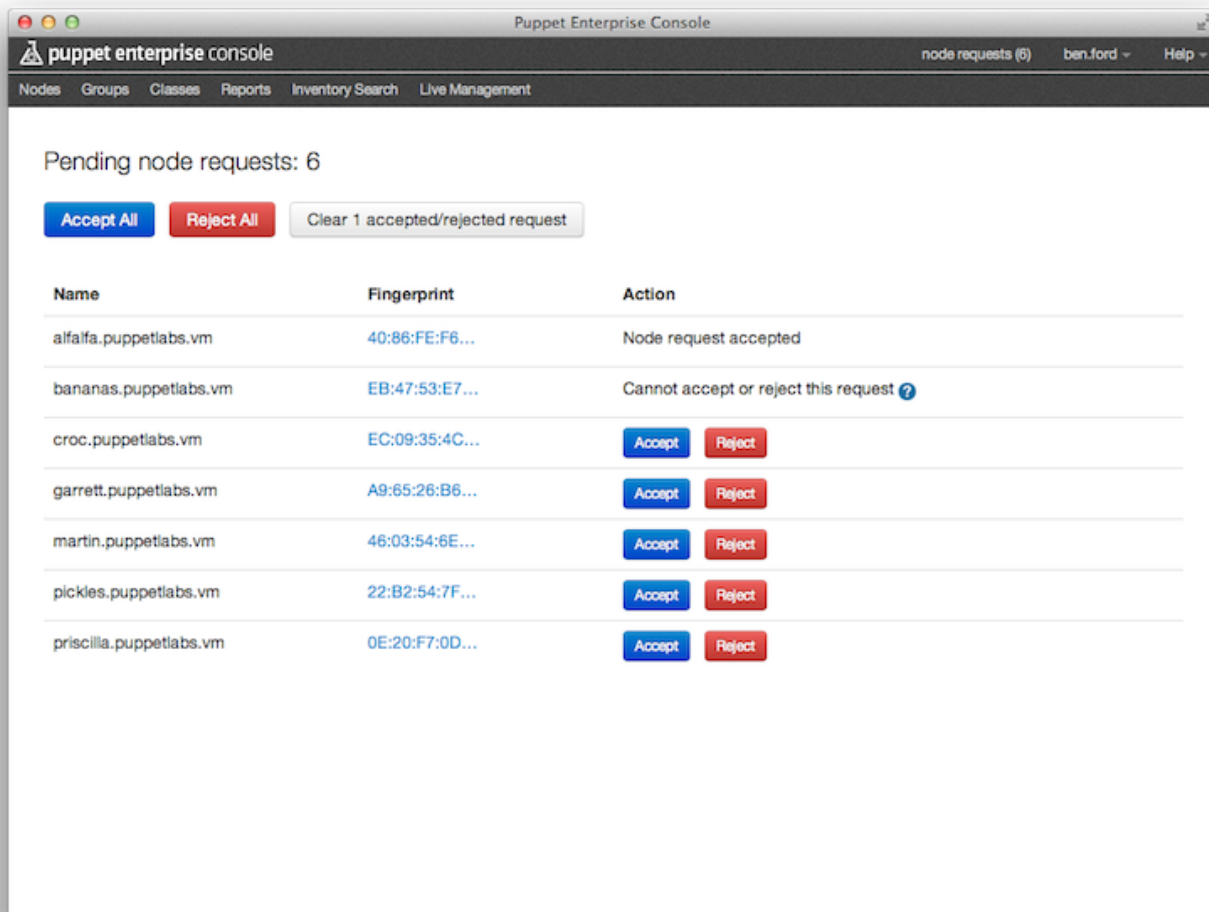 Puppet Enterprise Console
puppet enterprise console node requests (6) ben.ford Help
Nodes Groups Classes Reports Inventory Search Live Management
Pending node requests: 6
Accept All Reject All Clear 1 accepted/rejected request
Name Fingerprint Action
alfalfa.puppetlabs.vm 40:86:FE:F6... Node request accepted
bananas.puppetlabs.vm EB:47:53:E7... Cannot accept or reject this request ?
croc.puppetlabs.vm EC:09:35:4C... Accept Reject
garrett.puppetlabs.vm A9:65:26:B6... Accept Reject
martin.puppetlabs.vm 46:03:54:6E... Accept Reject
pickles.puppetlabs.vm 22:B2:54:7F... Accept Reject
priscilla.puppetlabs.vm 0E:20:F7:0D... Accept Reject